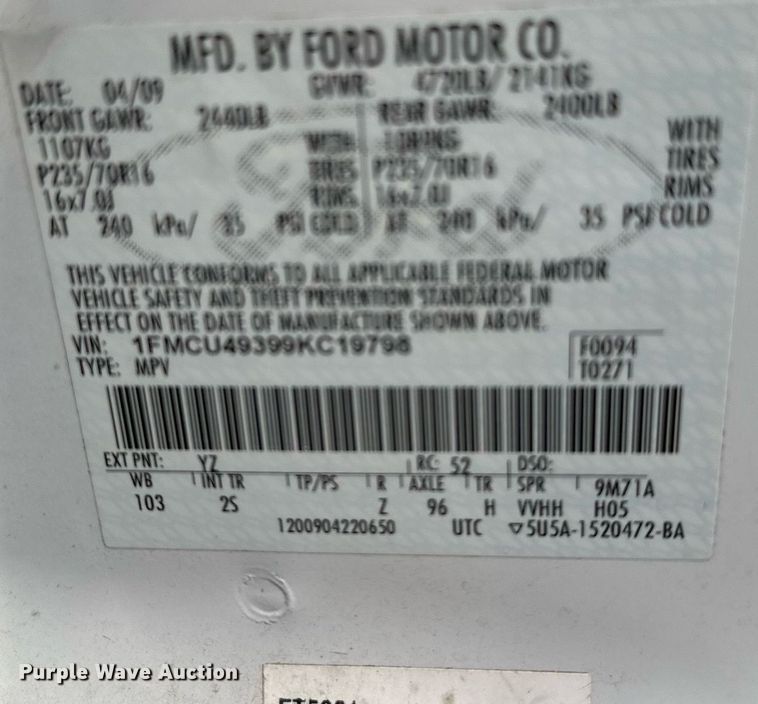 MFD. BY FORD MOTOR CO.
DATE: 04/09 GVWR: 4720LB/ 2141KG
FRONT GAWR: 2440LB REAR GAWR: 2400LB
1107KG WITH 1089KG WITH
P235/70R16 TIRES P235/70R16 TIRES
16x7.0J RIMS 16x7.0J RIMS
AT 240 kPa/ 35 PSI COLD AT 240 kPa/ 35 PSI COLD
THIS VEHICLE CONFORMS TO ALL APPLICABLE FEDERAL MOTOR
VEHICLE SAFETY AND THEFT PREVENTION STANDARDS IN
EFFECT ON THE DATE OF MANUFACTURE SHOWN ABOVE.
VIN: 1FMCU49399KC19798 F0094
TYPE: MPV T0271
EXT PNT: YZ RC: 52 DSO:
WB INT TR TP/PS R AXLE TR SPR 9M71A
103 2S Z 96 H VVHH H05
1200904220650 UTC ▽5U5A-1520472-BA
Purple Wave Auction